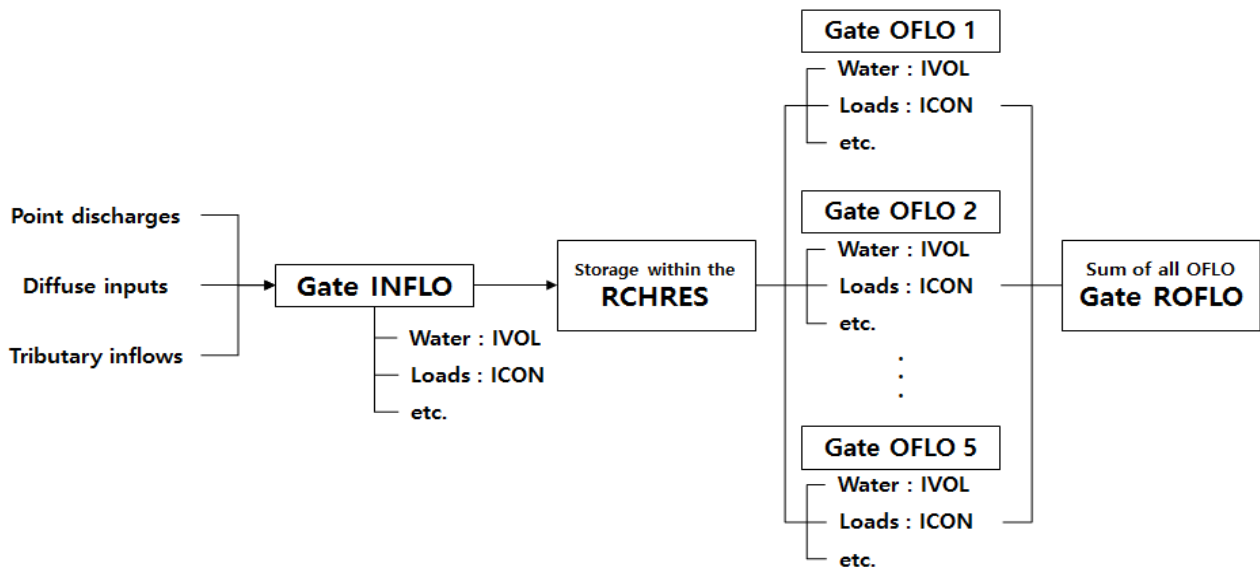 Point discharges
Diffuse inputs
Tributary inflows
Gate INFLO
Water : IVOL
Loads : ICON
etc.
Storage within the
RCHRES
Gate OFLO 1
Water : IVOL
Loads : ICON
etc.
Gate OFLO 2
Water : IVOL
Loads : ICON
etc.
Gate OFLO 5
Water : IVOL
Loads : ICON
etc.
Sum of all OFLO
Gate ROFLO